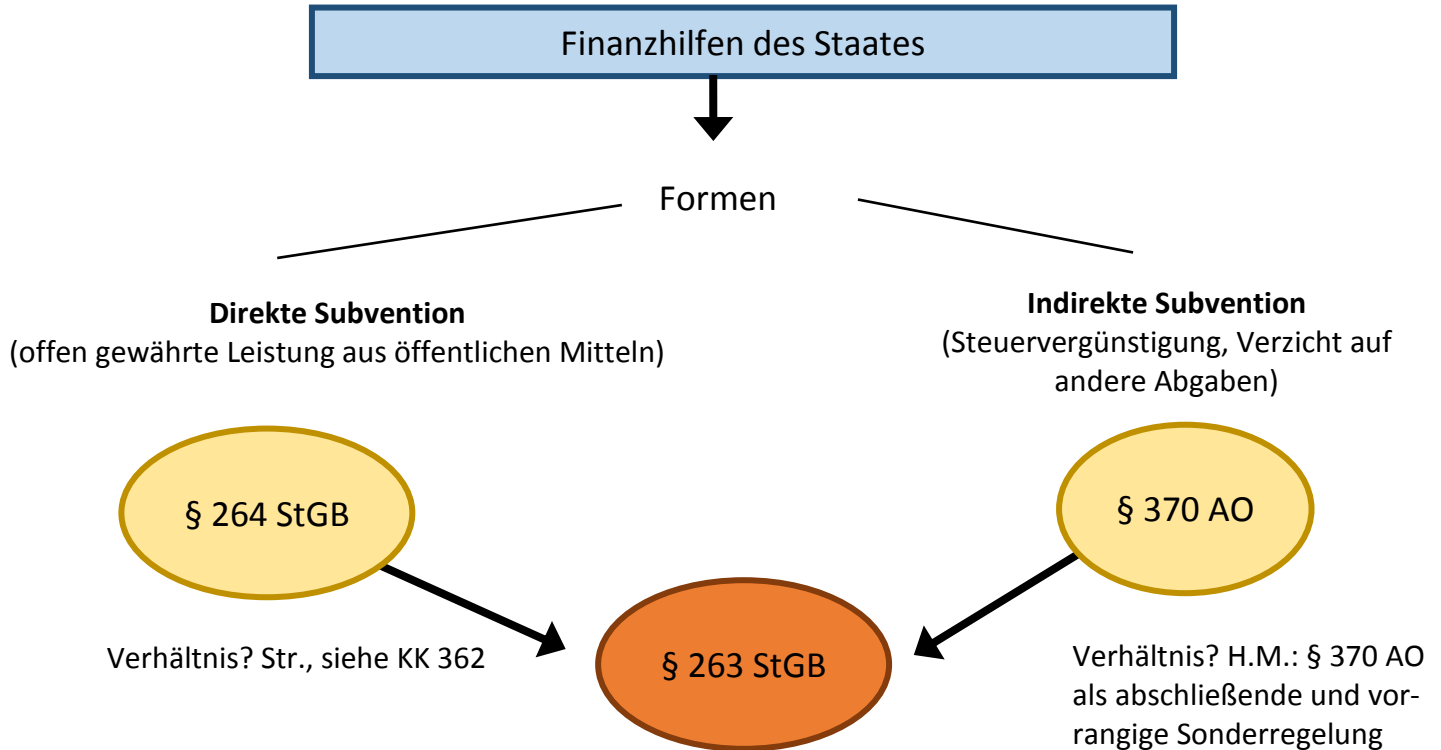 Finanzhilfen des Staates
Formen
Direkte Subvention
(offen gewährte Leistung aus öffentlichen Mitteln)
Indirekte Subvention
(Steuervergünstigung, Verzicht auf
andere Abgaben)
§ 264 StGB
§ 370 AO
Verhältnis? Str., siehe KK 362
§ 263 StGB
Verhältnis? H.M.: § 370 AO
als abschließende und vor-
rangige Sonderregelung